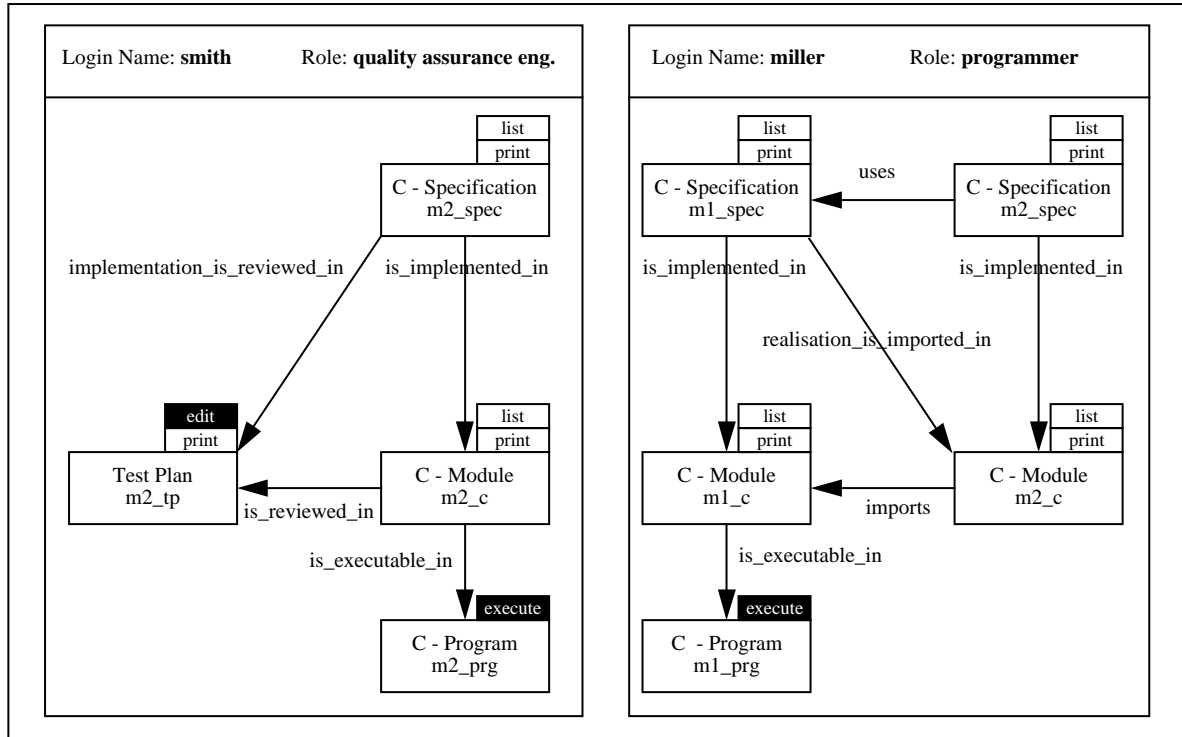 Login Name: smith Role: quality assurance eng.
list
print
C - Specification
m2_spec
implementation_is_reviewed_in
is_implemented_in
edit
print
Test Plan
m2_tp
list
print
C - Module
m2_c
is_reviewed_in
is_executable_in
execute
C - Program
m2_prg
Login Name: miller Role: programmer
list
print
C - Specification
m1_spec
uses
list
print
C - Specification
m2_spec
is_implemented_in
is_implemented_in
realisation_is_imported_in
list
print
C - Module
m1_c
list
print
C - Module
m2_c
imports
is_executable_in
execute
C - Program
m1_prg